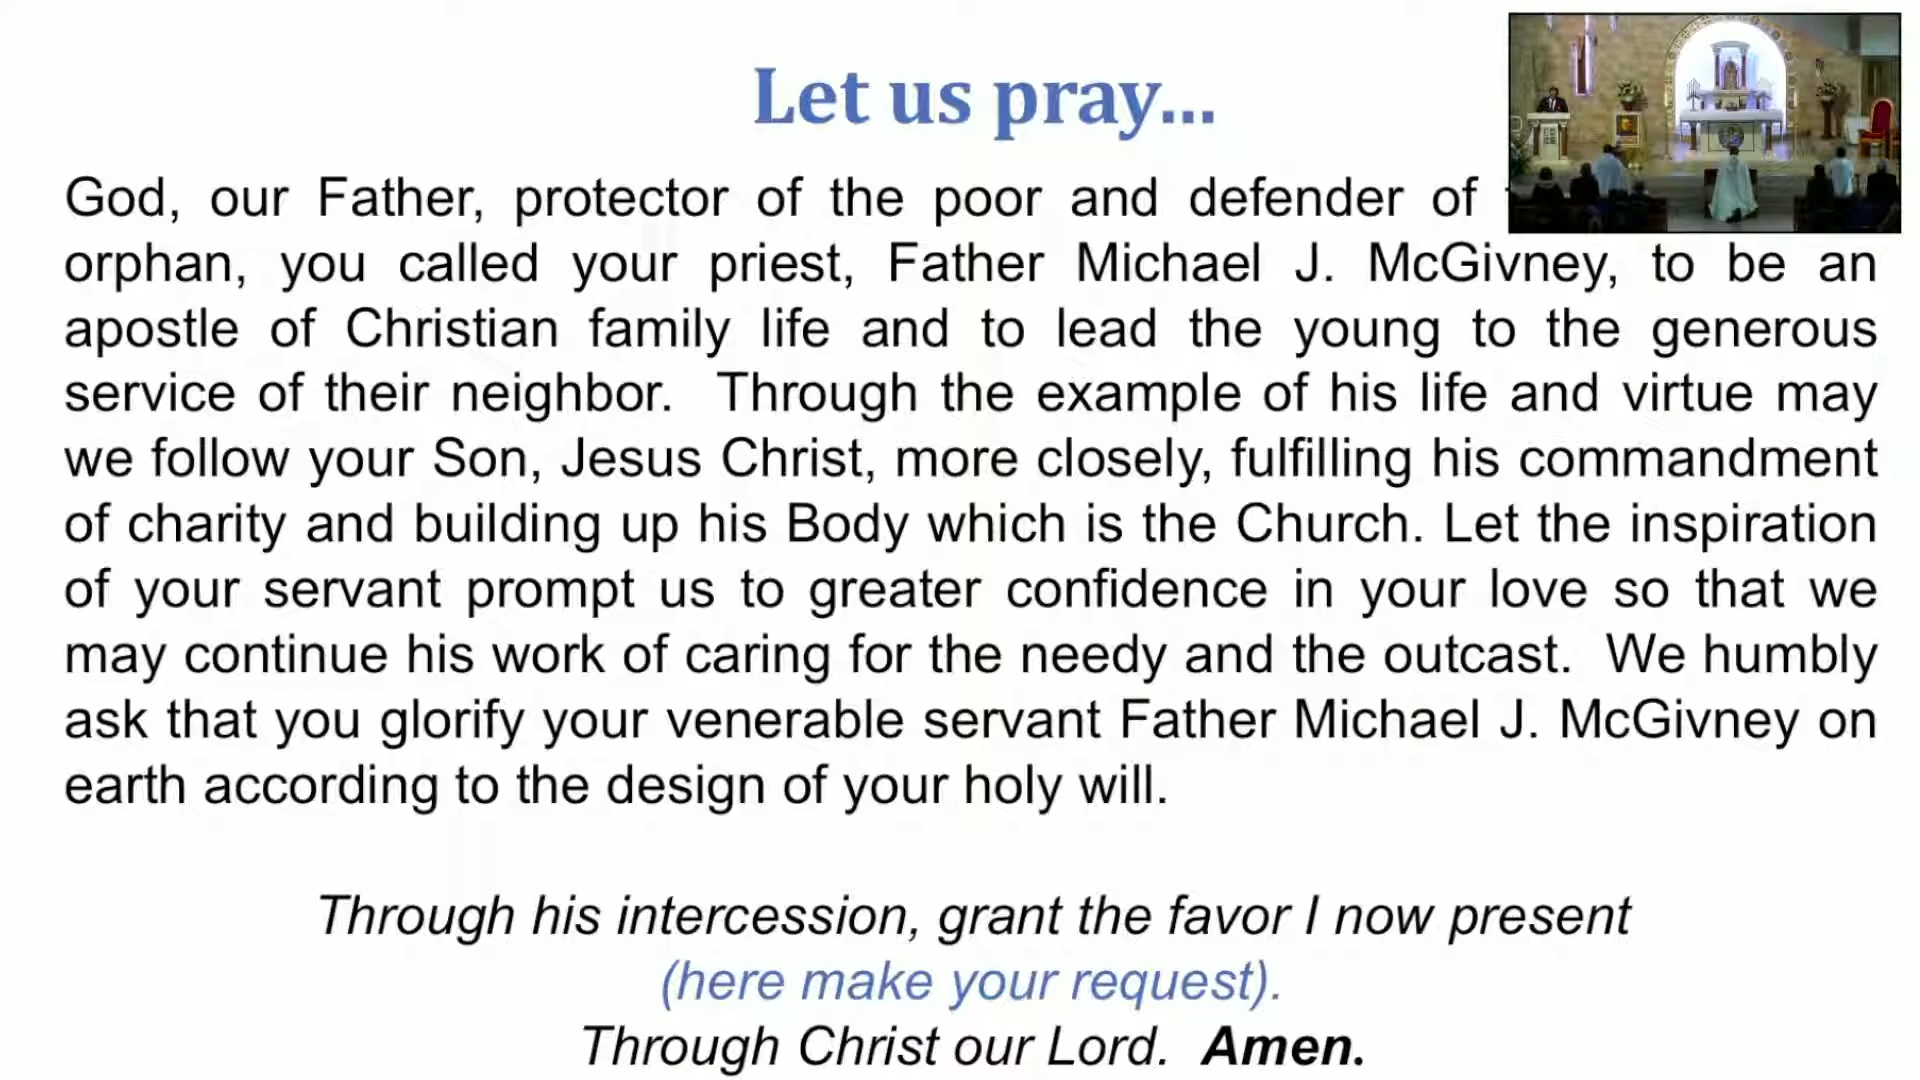 Let us pray...
God, our Father, protector of the poor and defender of
orphan, you called your priest, Father Michael J. McGivney, to be an
apostle of Christian family life and to lead the young to the generous
service of their neighbor.  Through the example of his life and virtue may
we follow your Son, Jesus Christ, more closely, fulfilling his commandment
of charity and building up his Body which is the Church. Let the inspiration
of your servant prompt us to greater confidence in your love so that we
may continue his work of caring for the needy and the outcast.  We humbly
ask that you glorify your venerable servant Father Michael J. McGivney on
earth according to the design of your holy will.
Through his intercession, grant the favor I now present
(here make your request).
Through Christ our Lord.  Amen.